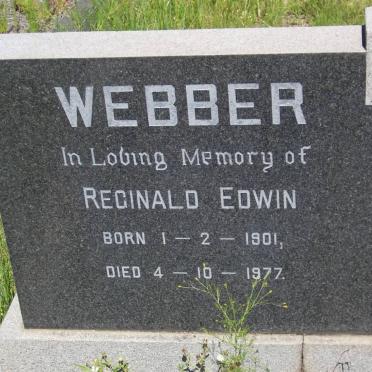 WEBBER
In Loving Memory of
REGINALD EDWIN
BORN 1 - 2 - 1901,
DIED 4 - 10 - 1977.